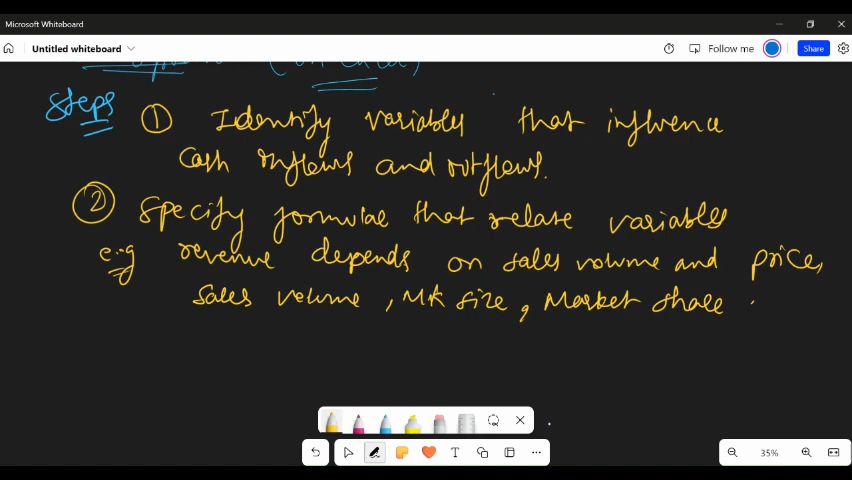 Microsoft Whiteboard
Untitled whiteboard
Follow me
Share
Steps ① Identify variables that influence
Cash inflows and outflows.
② Specify formulae that relate variables
e.g revenue depends on sales volume and price,
Sales volume, Mk size, Market share.
35%